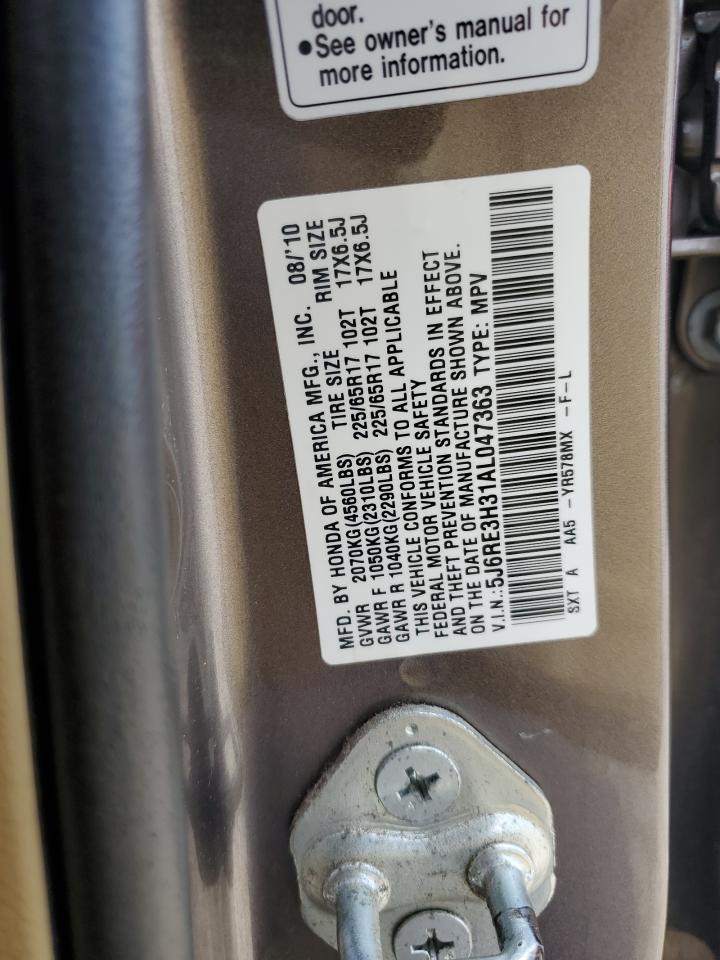 door.
●See owner's manual for
more information.
MFD. BY HONDA OF AMERICA MFG., INC. 08/'10
GVWR 2070KG(4560LBS) TIRE SIZE RIM SIZE
GAWR F 1050KG(2310LBS) 225/65R17 102T 17X6.5J
GAWR R 1040KG(2290LBS) 225/65R17 102T 17X6.5J
THIS VEHICLE CONFORMS TO ALL APPLICABLE
FEDERAL MOTOR VEHICLE SAFETY
AND THEFT PREVENTION STANDARDS IN EFFECT
ON THE DATE OF MANUFACTURE SHOWN ABOVE.
V.I.N.:5J6RE3H31AL047363 TYPE: MPV
SXT A AA5 -YR578MX -F-L